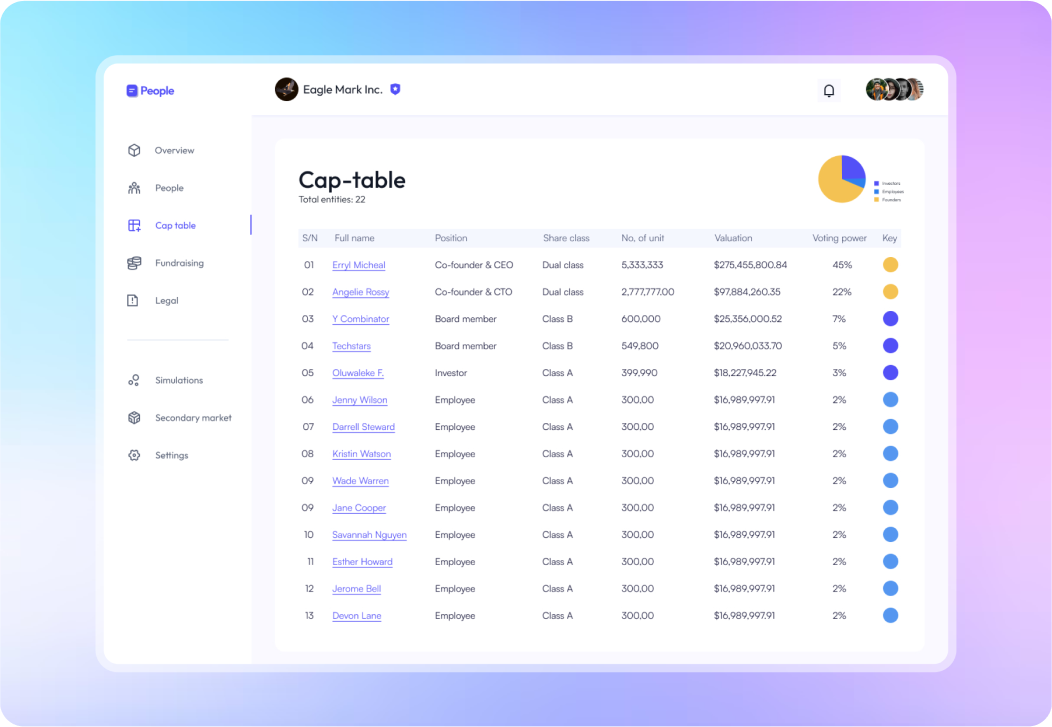 People
Eagle Mark Inc.
Overview
People
Cap table
Fundraising
Legal
Simulations
Secondary market
Settings
Cap-table
Total entities: 22
Investors
Employees
Founders
S/N Full name Position Share class No. of unit Valuation Voting power Key
01 Erryl Micheal Co-founder & CEO Dual class 5,333,333 $275,455,800.84 45%
02 Angelie Rossy Co-founder & CTO Dual class 2,777,777.00 $97,884,260.35 22%
03 Y Combinator Board member Class B 600,000 $25,356,000.52 7%
04 Techstars Board member Class B 549,800 $20,960,033.70 5%
05 Oluwaleke F. Investor Class A 399,990 $18,227,945.22 3%
06 Jenny Wilson Employee Class A 300,00 $16,989,997.91 2%
07 Darrell Steward Employee Class A 300,00 $16,989,997.91 2%
08 Kristin Watson Employee Class A 300,00 $16,989,997.91 2%
09 Wade Warren Employee Class A 300,00 $16,989,997.91 2%
09 Jane Cooper Employee Class A 300,00 $16,989,997.91 2%
10 Savannah Nguyen Employee Class A 300,00 $16,989,997.91 2%
11 Esther Howard Employee Class A 300,00 $16,989,997.91 2%
12 Jerome Bell Employee Class A 300,00 $16,989,997.91 2%
13 Devon Lane Employee Class A 300,00 $16,989,997.91 2%